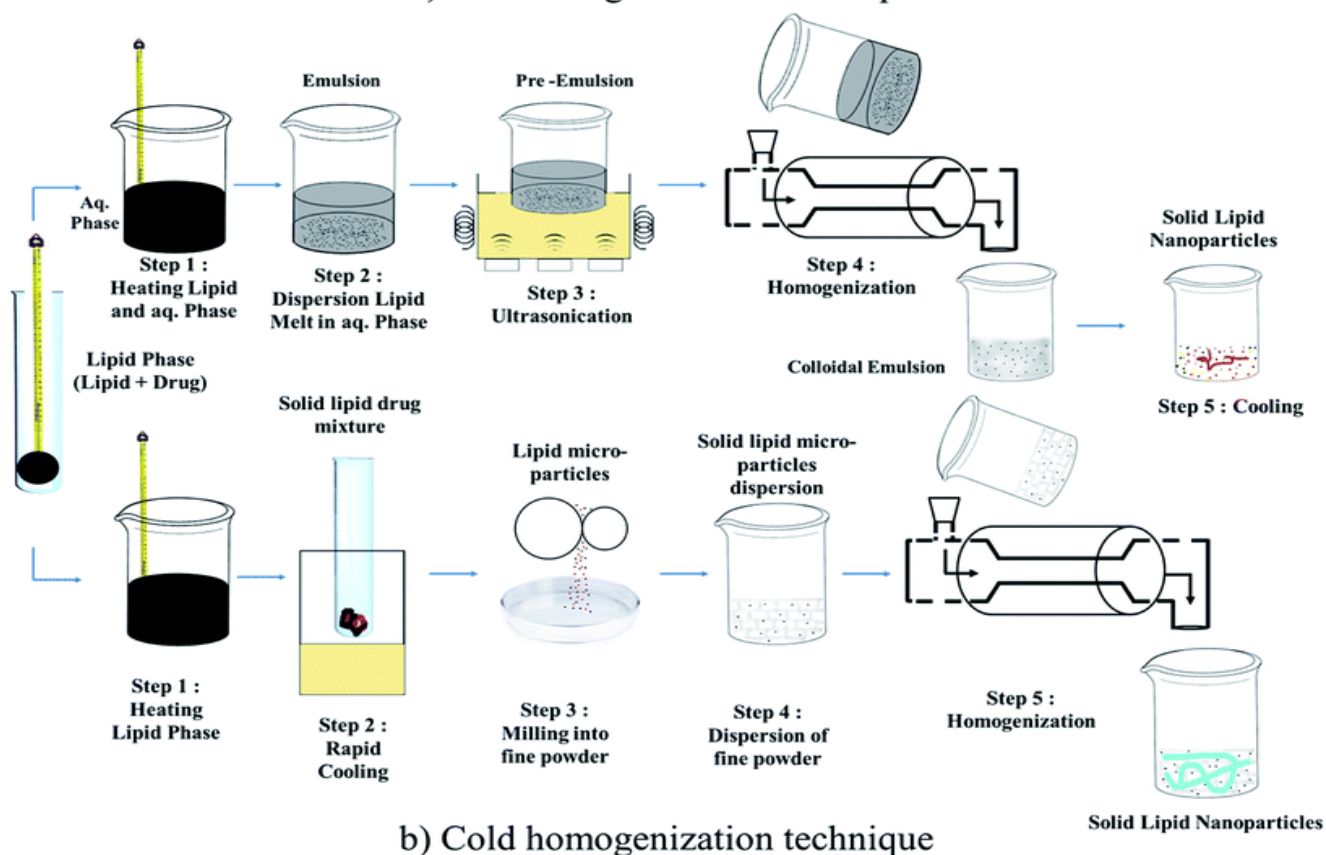 Emulsion
Pre -Emulsion
Aq.
Phase
Step 1 :
Heating Lipid
and aq. Phase
Step 2 :
Dispersion Lipid
Melt in aq. Phase
Step 3 :
Ultrasonication
Step 4 :
Homogenization
Colloidal Emulsion
Solid Lipid
Nanoparticles
Step 5 : Cooling
Lipid Phase
(Lipid + Drug)
Solid lipid drug
mixture
Lipid micro-
particles
Solid lipid micro-
particles
dispersion
Step 1 :
Heating
Lipid Phase
Step 2 :
Rapid
Cooling
Step 3 :
Milling into
fine powder
Step 4 :
Dispersion of
fine powder
Step 5 :
Homogenization
Solid Lipid Nanoparticles
b) Cold homogenization technique